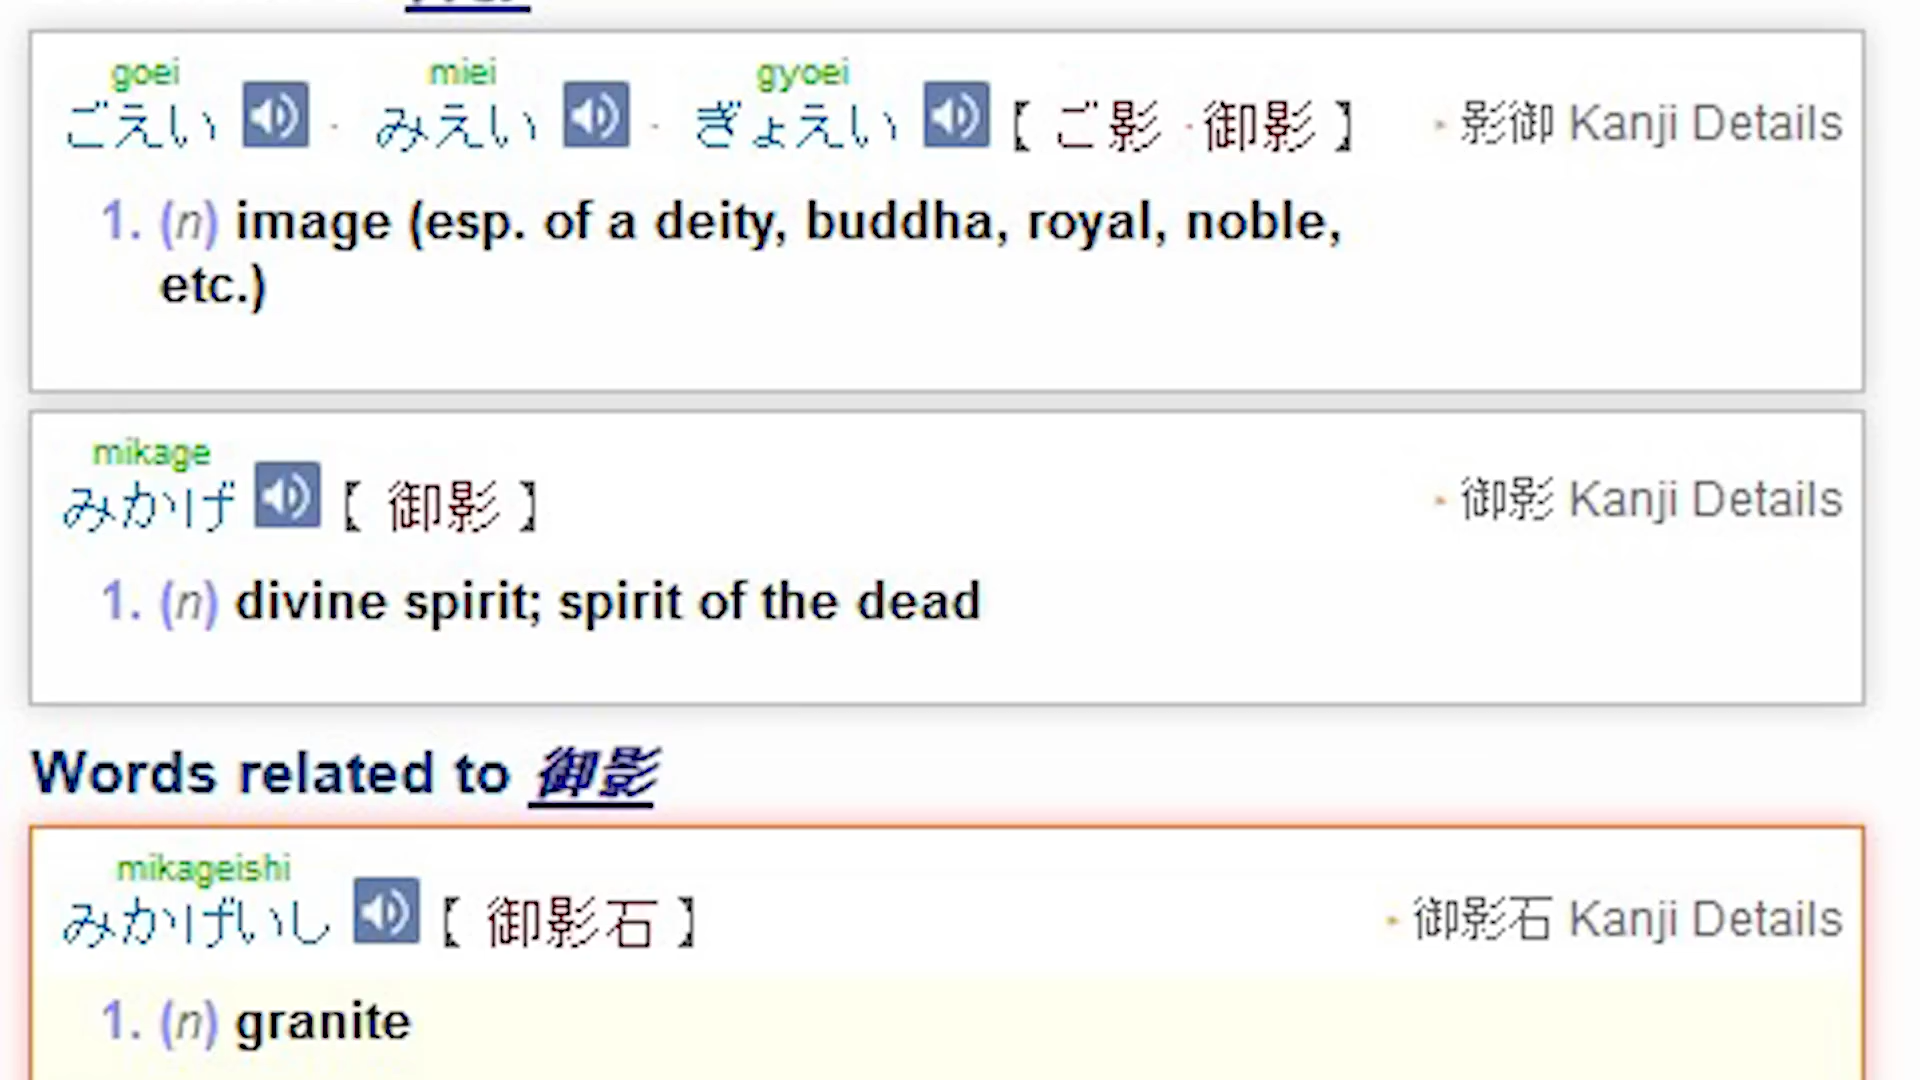 goei miei gyoei
ごえい · みえい · ぎょえい 【 ご影 · 御影 】 影御 Kanji Details
1. (n) image (esp. of a deity, buddha, royal, noble,
etc.)
mikage
みかげ 【 御影 】 御影 Kanji Details
1. (n) divine spirit; spirit of the dead
Words related to 御影
mikageishi
みかげいし 【 御影石 】 御影石 Kanji Details
1. (n) granite